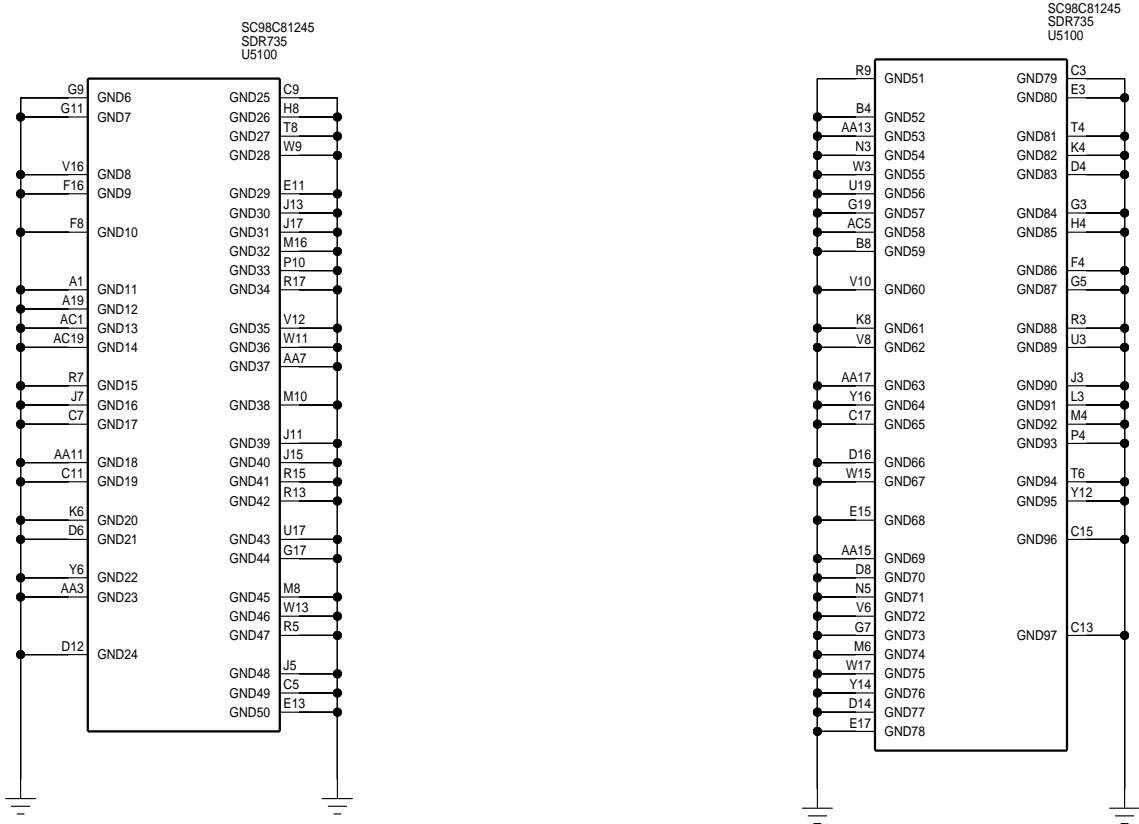 SC98C81245
SDR735
U5100
G9 GND6 GND25 C9
G11 GND7 GND26 H8
GND27 T8
GND28 W9
V16 GND8
F16 GND9 GND29 E11
GND30 J13
F8 GND10 GND31 J17
GND32 M16
GND33 P10
A1 GND11 GND34 R17
A19 GND12
AC1 GND13 GND35 V12
AC19 GND14 GND36 W11
GND37 AA7
R7 GND15
J7 GND16 GND38 M10
C7 GND17
GND39 J11
AA11 GND18 GND40 J15
C11 GND19 GND41 R15
GND42 R13
K6 GND20
D6 GND21 GND43 U17
GND44 G17
Y6 GND22
AA3 GND23 GND45 M8
GND46 W13
GND47 R5
D12 GND24
GND48 J5
GND49 C5
GND50 E13
SC98C81245
SDR735
U5100
R9 GND51 GND79 C3
GND80 E3
B4 GND52
AA13 GND53 GND81 T4
N3 GND54 GND82 K4
W3 GND55 GND83 D4
U19 GND56
G19 GND57 GND84 G3
AC5 GND58 GND85 H4
B8 GND59
GND86 F4
V10 GND60 GND87 G5
K8 GND61 GND88 R3
V8 GND62 GND89 U3
AA17 GND63 GND90 J3
Y16 GND64 GND91 L3
C17 GND65 GND92 M4
GND93 P4
D16 GND66
W15 GND67 GND94 T6
GND95 Y12
E15 GND68
GND96 C15
AA15 GND69
D8 GND70
N5 GND71
V6 GND72
G7 GND73 GND97 C13
M6 GND74
W17 GND75
Y14 GND76
D14 GND77
E17 GND78